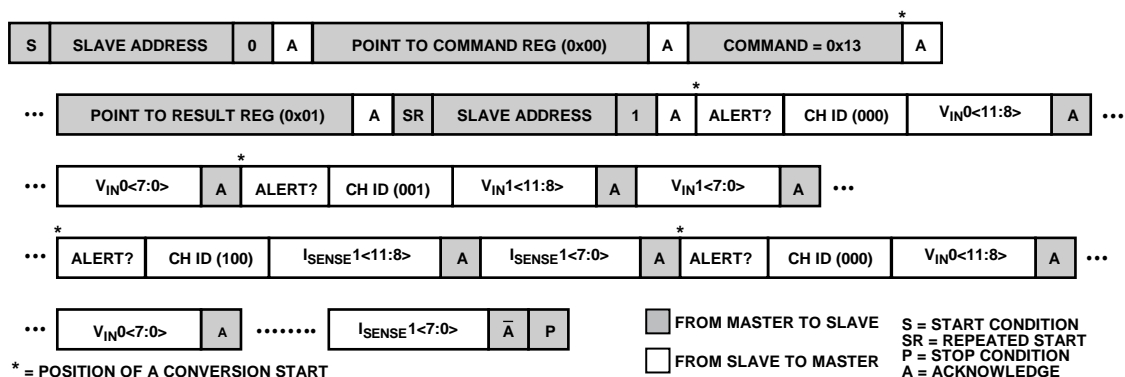 *
S SLAVE ADDRESS 0 A POINT TO COMMAND REG (0x00) A COMMAND = 0x13 A
*
••• POINT TO RESULT REG (0x01) A SR SLAVE ADDRESS 1 A ALERT? CH ID (000) VIN0<11:8> A •••
*
••• VIN0<7:0> A ALERT? CH ID (001) VIN1<11:8> A VIN1<7:0> A •••
* *
••• ALERT? CH ID (100) ISENSE1<11:8> A ISENSE1<7:0> A ALERT? CH ID (000) VIN0<11:8> A •••
••• VIN0<7:0> A •••••••• ISENSE1<7:0> A̅ P
FROM MASTER TO SLAVE
FROM SLAVE TO MASTER
S = START CONDITION
SR = REPEATED START
P = STOP CONDITION
A = ACKNOWLEDGE
* = POSITION OF A CONVERSION START